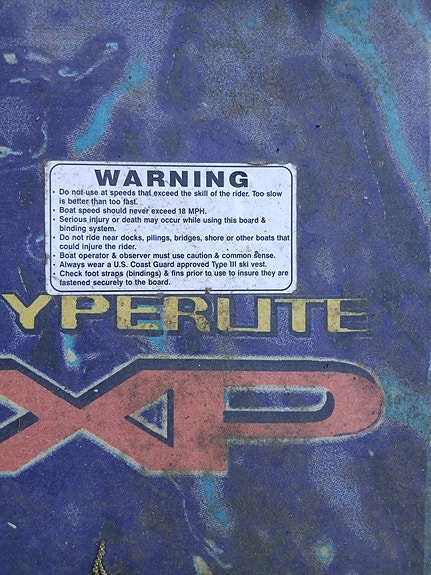 WARNING
• Do not use at speeds that exceed the skill of the rider. Too slow
is better than too fast.
• Boat speed should never exceed 18 MPH.
• Serious injury or death may occur while using this board &
binding system.
• Do not ride near docks, pilings, bridges, shore or other boats that
could injure the rider.
• Boat operator & observer must use caution & common sense.
• Always wear a U.S. Coast Guard approved Type III ski vest.
• Check foot straps (bindings) & fins prior to use to insure they are
fastened securely to the board.
YPERLITE
XP